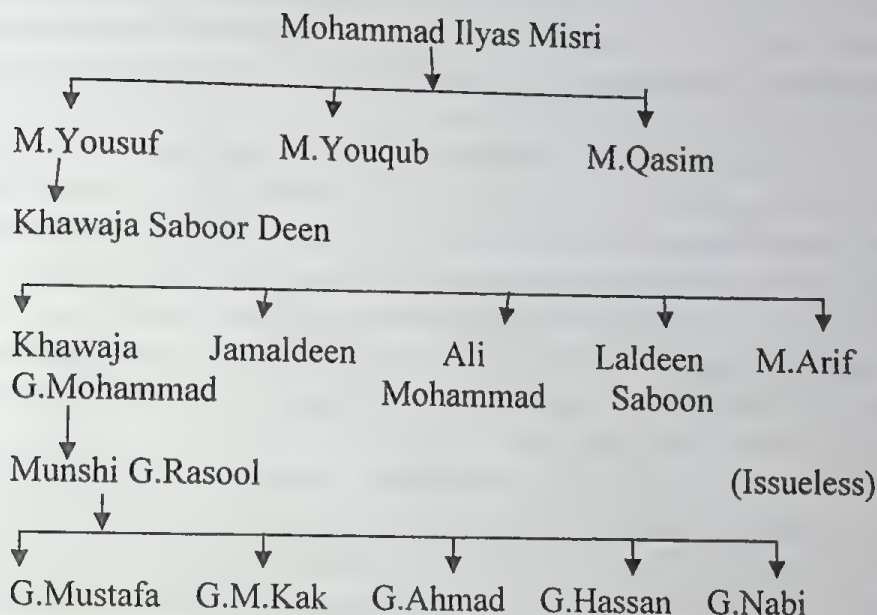 Mohammad Ilyas Misri
M.Yousuf M.Youqub M.Qasim
Khawaja Saboor Deen
Khawaja Jamaldeen Ali Laldeen M.Arif
G.Mohammad Mohammad Saboon
Munshi G.Rasool (Issueless)
G.Mustafa G.M.Kak G.Ahmad G.Hassan G.Nabi